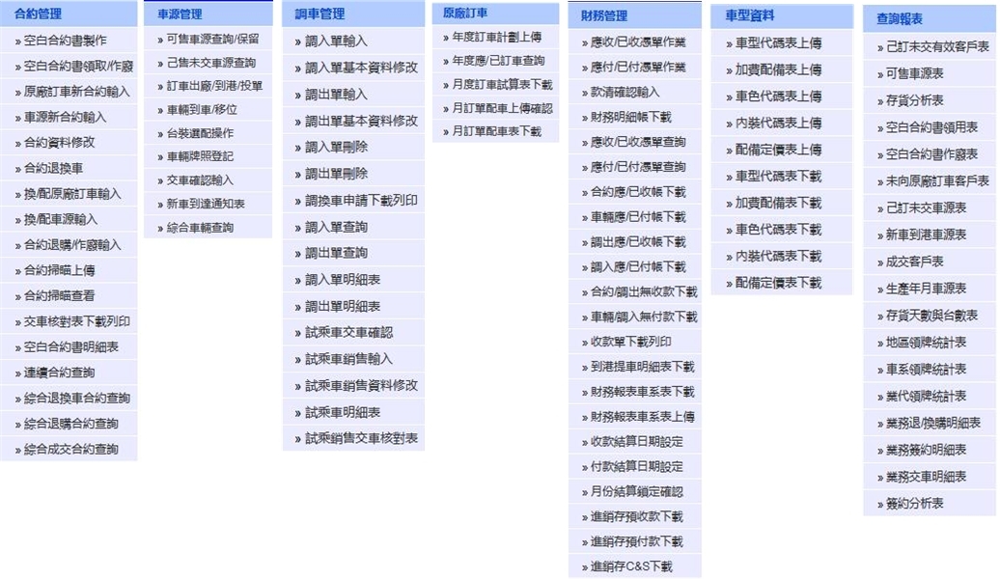 合約管理
» 空白合約書製作
» 空白合約書領取/作廢
» 原廠訂車新合約輸入
» 車源新合約輸入
» 合約資料修改
» 合約退換車
» 換/配原廠訂車輸入
» 換/配車源輸入
» 合約退購/作廢輸入
» 合約掃瞄上傳
» 合約掃瞄查看
» 交車核對表下載列印
» 空白合約書明細表
» 連續合約查詢
» 綜合退換車合約查詢
» 綜合退購合約查詢
» 綜合成交合約查詢
車源管理
» 可售車源查詢/保留
» 己售未交車源查詢
» 訂車出廠/到港/投單
» 車輛到車/移位
» 台裝選配操作
» 車輛牌照登記
» 交車確認輸入
» 新車到達通知表
» 綜合車輛查詢
調車管理
» 調入單輸入
» 調入單基本資料修改
» 調出單輸入
» 調出單基本資料修改
» 調入單刪除
» 調出單刪除
» 調換車申請下載列印
» 調入單查詢
» 調出單查詢
» 調入單明細表
» 調出單明細表
» 試乘車交車確認
» 試乘車銷售輸入
» 試乘車銷售資料修改
» 試乘車明細表
» 試乘銷售交車核對表
原廠訂車
» 年度訂車計劃上傳
» 年度應/已訂車查詢
» 月度訂車試算表下載
» 月訂單配車上傳確認
» 月訂單配車表下載
財務管理
» 應收/已收憑單作業
» 應付/已付憑單作業
» 款清確認輸入
» 財務明細帳下載
» 應收/已收憑單查詢
» 應付/已付憑單查詢
» 合約應/已收帳下載
» 車輛應/已付帳下載
» 調出應/已收帳下載
» 調入應/已付帳下載
» 合約/調出無收款下載
» 車輛/調入無付款下載
» 收款單下載列印
» 到港提車明細表下載
» 財務報表車系表下載
» 財務報表車系表上傳
» 收款結算日期設定
» 付款結算日期設定
» 月份結算鎖定確認
» 進銷存預收款下載
» 進銷存預付款下載
» 進銷存C&S下載
車型資料
» 車型代碼表上傳
» 加費配備表上傳
» 車色代碼表上傳
» 內裝代碼表上傳
» 配備定價表上傳
» 車型代碼表下載
» 加費配備表下載
» 車色代碼表下載
» 內裝代碼表下載
» 配備定價表下載
查詢報表
» 己訂未交有效客戶表
» 可售車源表
» 存貨分析表
» 空白合約書領用表
» 空白合約書作廢表
» 未向原廠訂車客戶表
» 己訂未交車源表
» 新車到港車源表
» 成交客戶表
» 生產年月車源表
» 存貨天數與台數表
» 地區領牌統計表
» 車系領牌統計表
» 業代領牌統計表
» 業務退/換購明細表
» 業務簽約明細表
» 業務交車明細表
» 簽約分析表